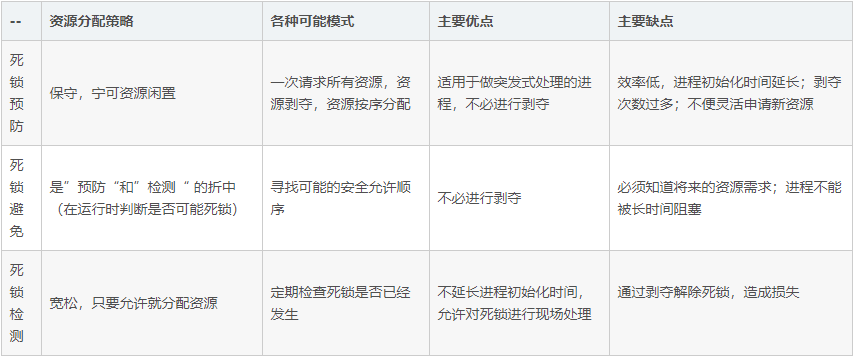 -- 资源分配策略 各种可能模式 主要优点 主要缺点
死
锁
预
防
保守，宁可资源闲置
一次请求所有资源，资
源剥夺，资源按序分配
适用于做突发式处理的进
程，不必进行剥夺
效率低，进程初始化时间延长；剥夺
次数过多；不便灵活申请新资源
死
锁
避
免
是”预防“和”检测“ 的折中
（在运行时判断是否可能死锁）
寻找可能的安全允许顺
序
不必进行剥夺
必须知道将来的资源需求；进程不能
被长时间阻塞
死
锁
检
测
宽松，只要允许就分配资源
定期检查死锁是否已经
发生
不延长进程初始化时间，
允许对死锁进行现场处理
通过剥夺解除死锁，造成损失